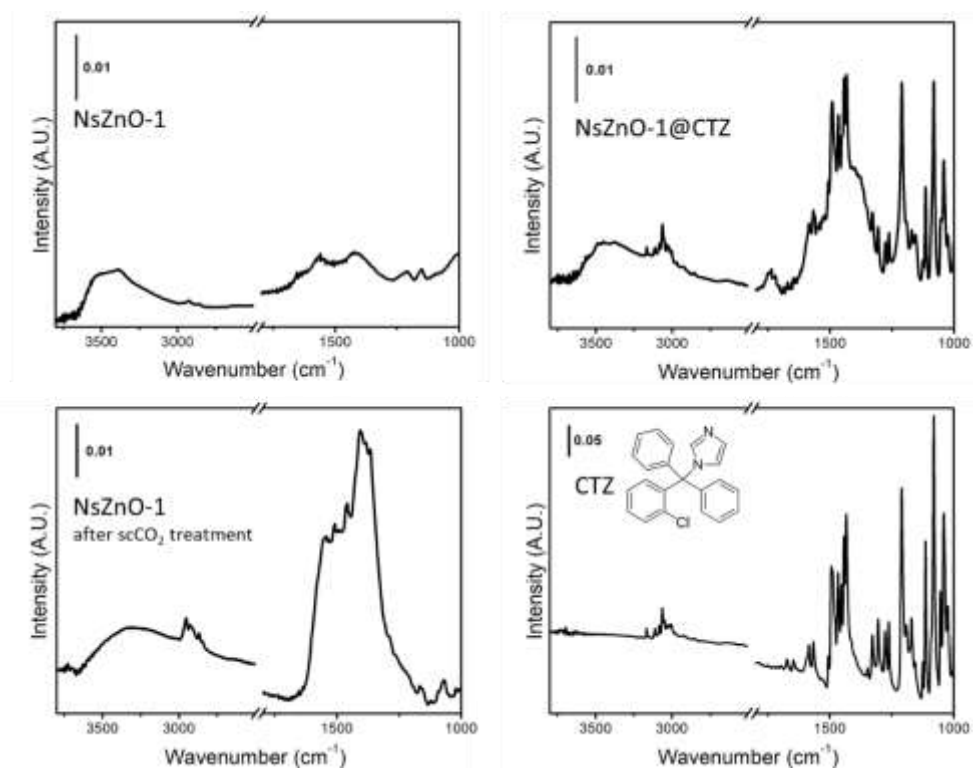 0.01
NsZnO-1
Intensity (A.U.)
3500
3000
1500
1000
Wavenumber (cm⁻¹)
0.01
NsZnO-1@CTZ
Intensity (A.U.)
3500
3000
1500
1000
Wavenumber (cm⁻¹)
0.01
NsZnO-1
after scCO₂ treatment
Intensity (A.U.)
3500
3000
1500
1000
Wavenumber (cm⁻¹)
0.05
CTZ
N
N
Cl
Intensity (A.U.)
3500
3000
1500
1000
Wavenumber (cm⁻¹)